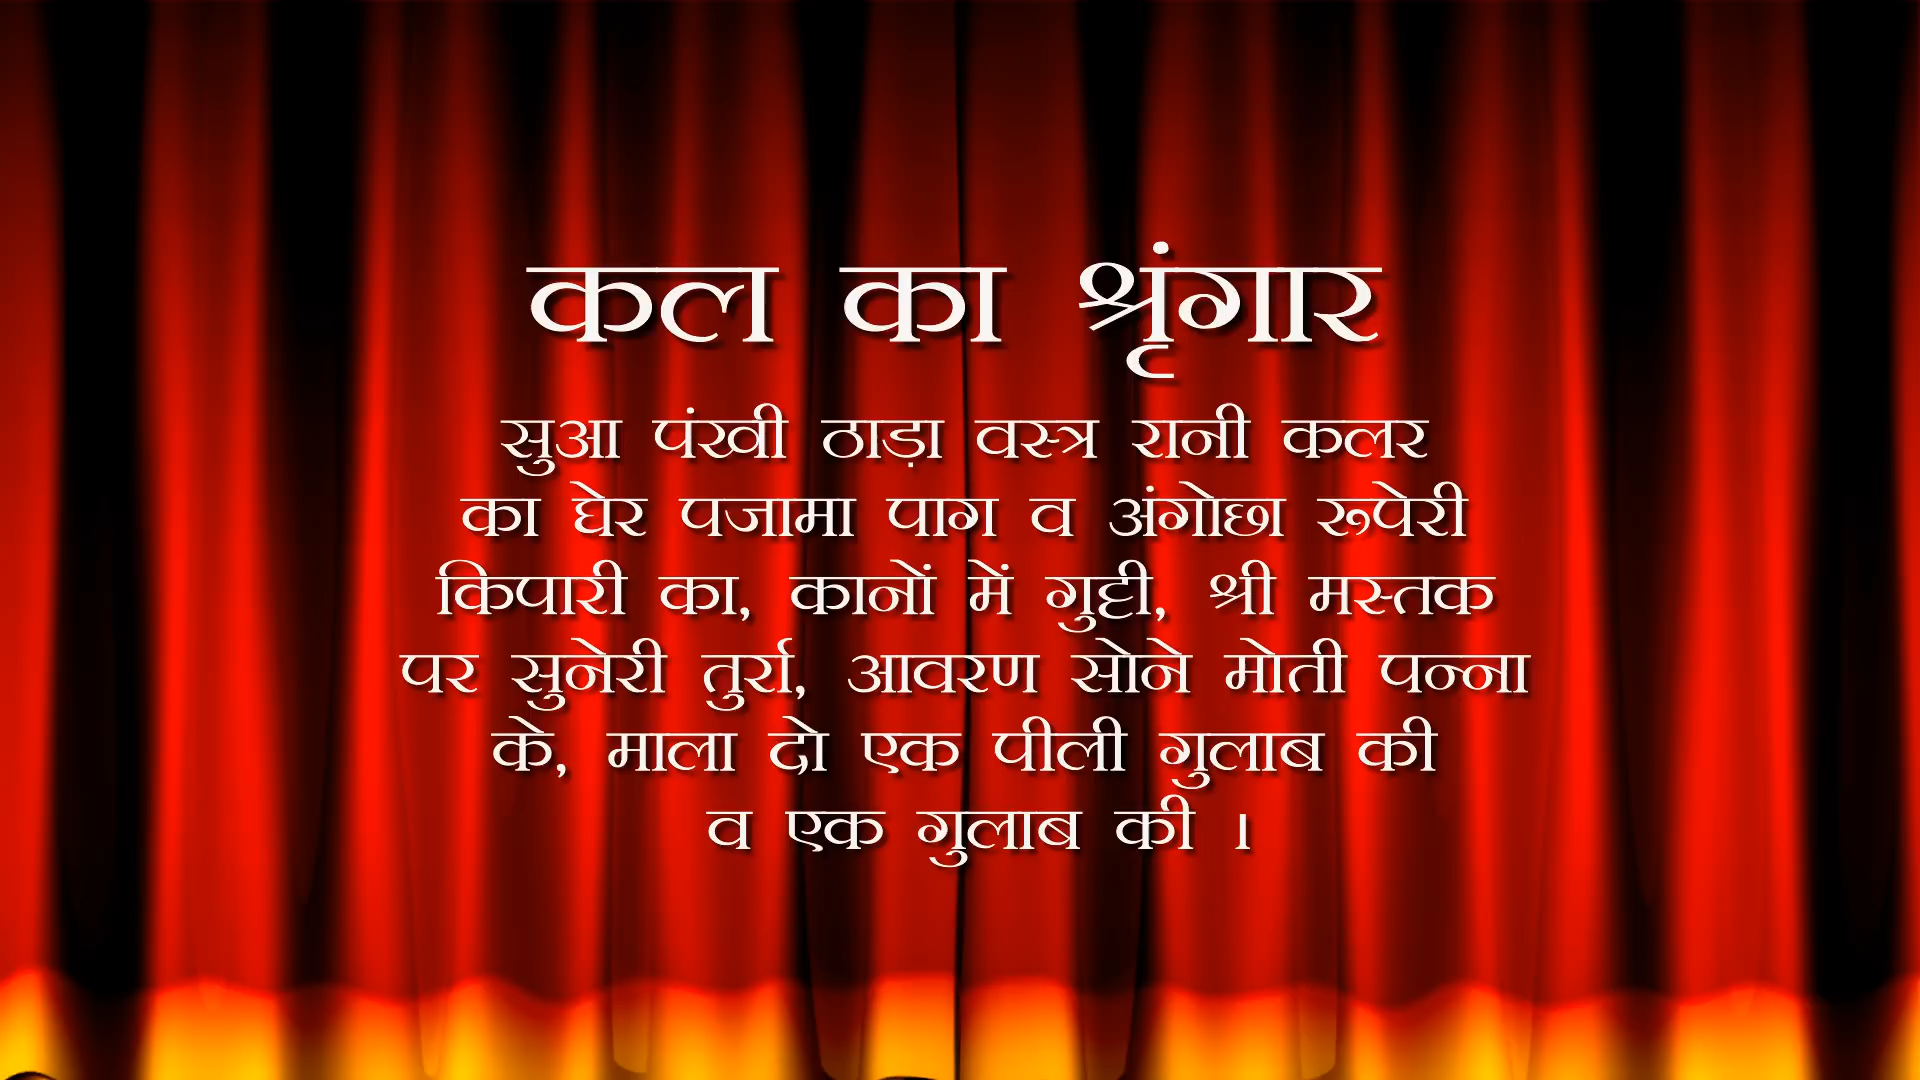 कल का श्रृंगार
सुआ पंखी ठाड़ा वस्त्र रानी कलर
का घेर पजामा पाग व अंगोछा रूपेरी
किपारी का, कानों में गुट्टी, श्री मस्तक
पर सुनेरी तुर्रा, आवरण सोने मोती पन्ना
के, माला दो एक पीली गुलाब की
व एक गुलाब की ।